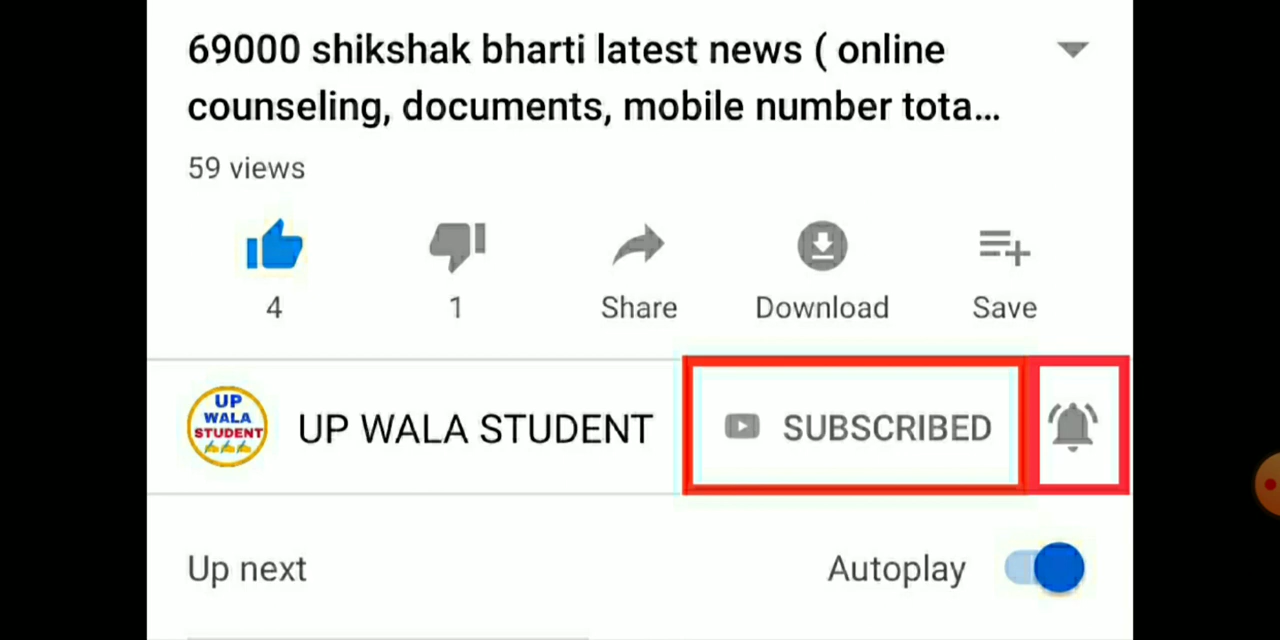 69000 shikshak bharti latest news ( online
counseling, documents, mobile number tota...
59 views
4
1
Share
Download
Save
UP
WALA
STUDENT
UP WALA STUDENT
SUBSCRIBED
Up next
Autoplay